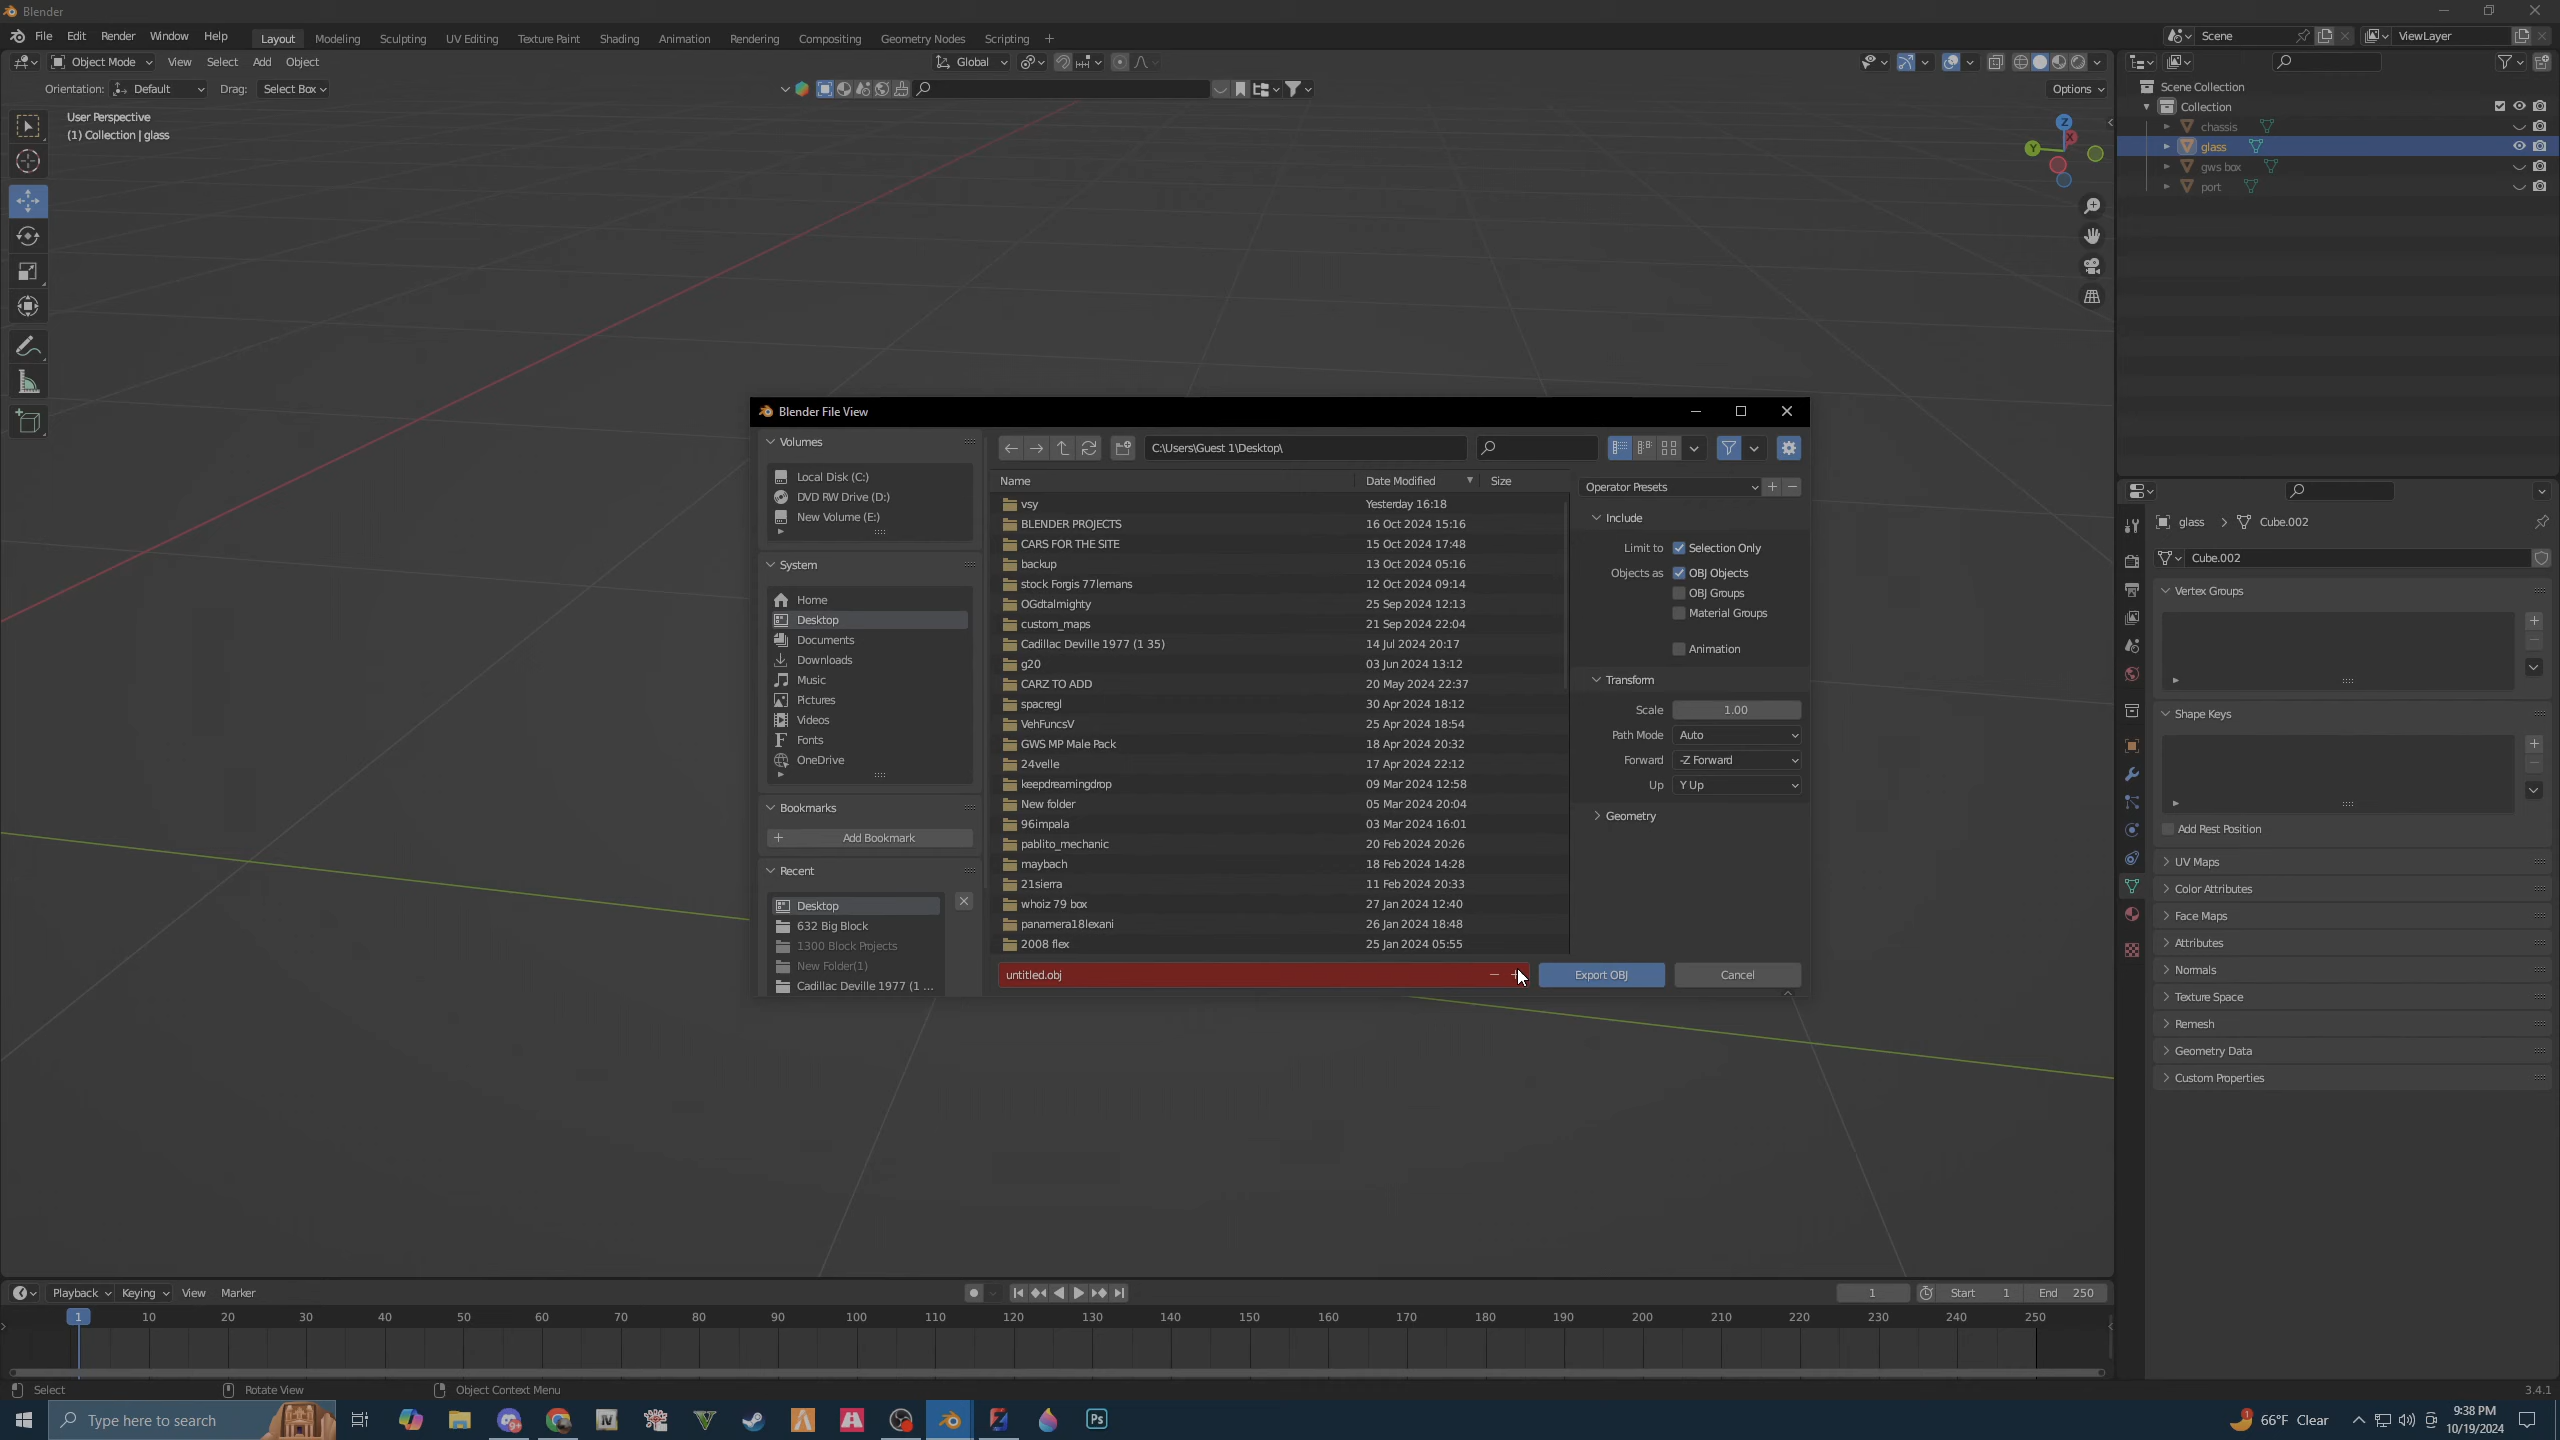 Blender
File Edit Render Window Help Layout Modeling Sculpting UV Editing Texture Paint Shading Animation Rendering Compositing Geometry Nodes Scripting + Scene ViewLayer
Object Mode View Select Add Object Global
Orientation: Default Drag: Select Box Options
User Perspective
(1) Collection | glass
Z
X
Y
Scene Collection
Collection
chassis
glass
gws box
port
Blender File View
Volumes
Local Disk (C:)
DVD RW Drive (D:)
New Volume (E:)
System
Home
Desktop
Documents
Downloads
Music
Pictures
Videos
Fonts
OneDrive
Bookmarks
Add Bookmark
Recent
Desktop
632 Big Block
1300 Block Projects
New Folder(1)
Cadillac Deville 1977 (1 ...
C:\Users\Guest 1\Desktop\
Name Date Modified Size
vsy Yesterday 16:18
BLENDER PROJECTS 16 Oct 2024 15:16
CARS FOR THE SITE 15 Oct 2024 17:48
backup 13 Oct 2024 05:16
stock Forgis 77lemans 12 Oct 2024 09:14
OGdtalmighty 25 Sep 2024 12:13
custom_maps 21 Sep 2024 22:04
Cadillac Deville 1977 (1 35) 14 Jul 2024 20:17
g20 03 Jun 2024 13:12
CARZ TO ADD 20 May 2024 22:37
spacregl 30 Apr 2024 18:12
VehFuncsV 25 Apr 2024 18:54
GWS MP Male Pack 18 Apr 2024 20:32
24velle 17 Apr 2024 22:12
keepdreamingdrop 09 Mar 2024 12:58
New folder 05 Mar 2024 20:04
96impala 03 Mar 2024 16:01
pablito_mechanic 20 Feb 2024 20:26
maybach 18 Feb 2024 14:28
21sierra 11 Feb 2024 20:33
whoiz 79 box 27 Jan 2024 12:40
panamera18lexani 26 Jan 2024 18:48
2008 flex 25 Jan 2024 05:55
untitled.obj
Export OBJ Cancel
Operator Presets
Include
Limit to Selection Only
Objects as OBJ Objects
OBJ Groups
Material Groups
Animation
Transform
Scale 1.00
Path Mode Auto
Forward -Z Forward
Up Y Up
Geometry
glass Cube.002
Cube.002
Vertex Groups
Shape Keys
Add Rest Position
UV Maps
Color Attributes
Face Maps
Attributes
Normals
Texture Space
Remesh
Geometry Data
Custom Properties
Playback Keying View Marker 1 Start 1 End 250
1 10 20 30 40 50 60 70 80 90 100 110 120 130 140 150 160 170 180 190 200 210 220 230 240 250
Select Rotate View Object Context Menu 3.4.1
Type here to search
Ps
1 66°F Clear
9:38 PM
10/19/2024